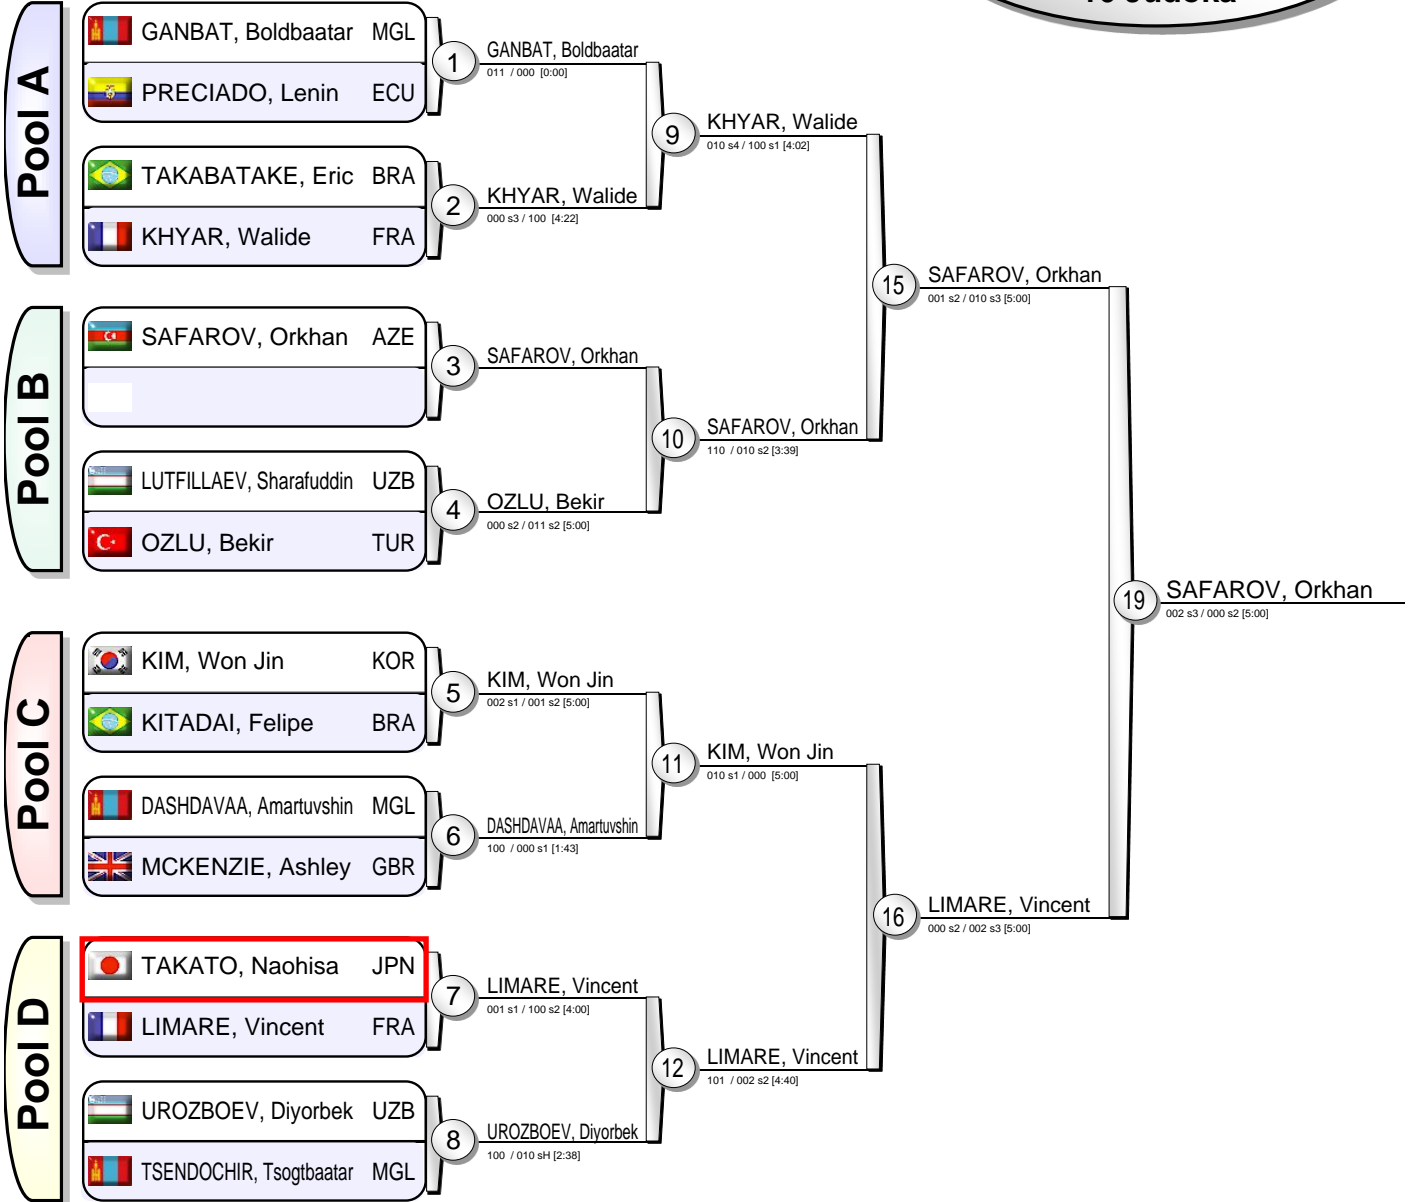 Pool A
GANBAT, Boldbaatar MGL
PRECIADO, Lenin ECU
TAKABATAKE, Eric BRA
KHYAR, Walide FRA
Pool B
SAFAROV, Orkhan AZE
LUTFILLAEV, Sharafuddin UZB
OZLU, Bekir TUR
Pool C
KIM, Won Jin KOR
KITADAI, Felipe BRA
DASHDAVAA, Amartuvshin MGL
MCKENZIE, Ashley GBR
Pool D
TAKATO, Naohisa JPN
LIMARE, Vincent FRA
UROZBOEV, Diyorbek UZB
TSENDOCHIR, Tsogtbaatar MGL
1
GANBAT, Boldbaatar
011 / 000 [0:00]
2
KHYAR, Walide
000 s3 / 100 [4:22]
3
SAFAROV, Orkhan
4
OZLU, Bekir
000 s2 / 011 s2 [5:00]
5
KIM, Won Jin
002 s1 / 001 s2 [5:00]
6
DASHDAVAA, Amartuvshin
100 / 000 s1 [1:43]
7
LIMARE, Vincent
001 s1 / 100 s2 [4:00]
8
UROZBOEV, Diyorbek
100 / 010 sH [2:38]
9
KHYAR, Walide
010 s4 / 100 s1 [4:02]
10
SAFAROV, Orkhan
110 / 010 s2 [3:39]
11
KIM, Won Jin
010 s1 / 000 [5:00]
12
LIMARE, Vincent
101 / 002 s2 [4:40]
15
SAFAROV, Orkhan
001 s2 / 010 s3 [5:00]
16
LIMARE, Vincent
000 s2 / 002 s3 [5:00]
19
SAFAROV, Orkhan
002 s3 / 000 s2 [5:00]